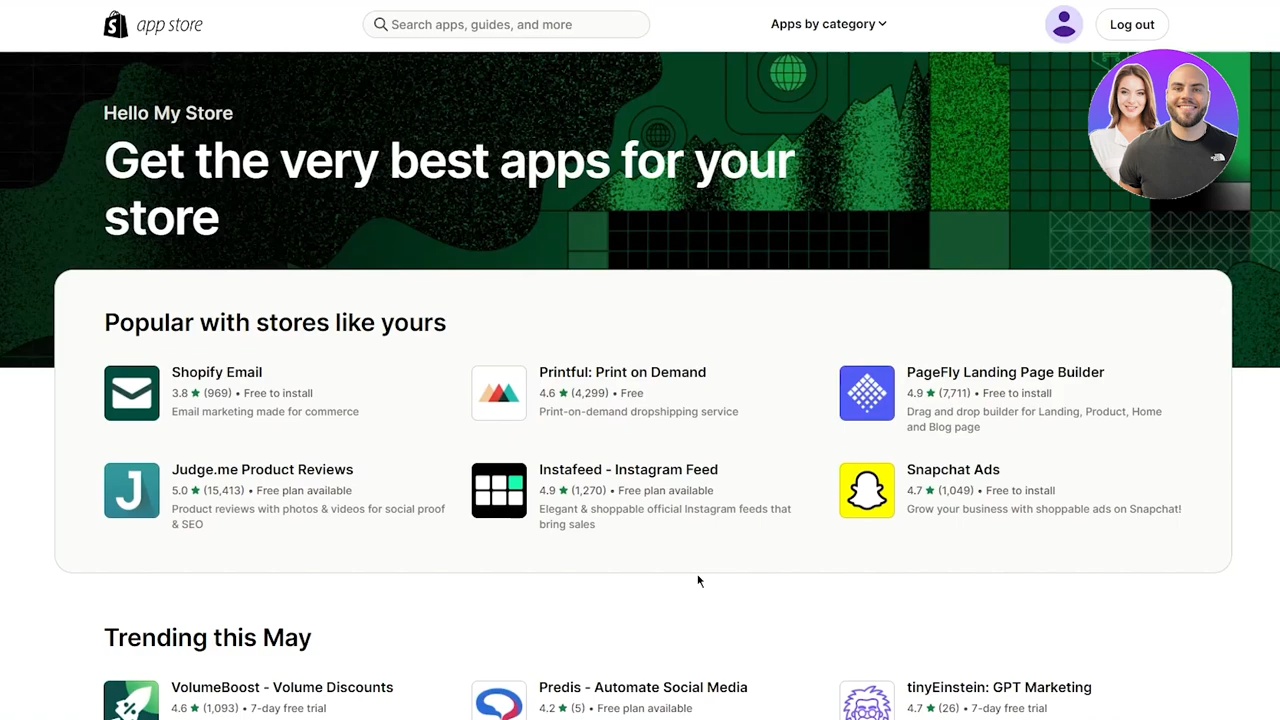 app store
Search apps, guides, and more
Apps by category
Log out
Hello My Store
Get the very best apps for your
store
Popular with stores like yours
Shopify Email
3.8 ★ (969) • Free to install
Email marketing made for commerce
Printful: Print on Demand
4.6 ★ (4,299) • Free
Print-on-demand dropshipping service
PageFly Landing Page Builder
4.9 ★ (7,711) • Free to install
Drag and drop builder for Landing, Product, Home
and Blog page
Judge.me Product Reviews
5.0 ★ (15,413) • Free plan available
Product reviews with photos & videos for social proof
& SEO
Instafeed - Instagram Feed
4.9 ★ (1,270) • Free plan available
Elegant & shoppable official Instagram feeds that
bring sales
Snapchat Ads
4.7 ★ (1,049) • Free to install
Grow your business with shoppable ads on Snapchat!
Trending this May
VolumeBoost - Volume Discounts
4.6 ★ (1,093) • 7-day free trial
Predis - Automate Social Media
4.2 ★ (5) • Free plan available
tinyEinstein: GPT Marketing
4.7 ★ (26) • 7-day free trial